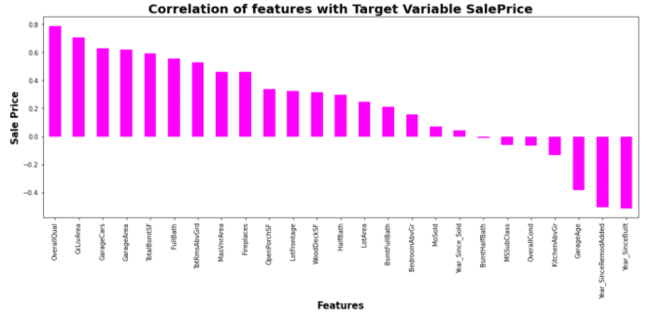 Correlation of features with Target Variable SalePrice
Sale Price
0.8
0.6
0.4
0.2
0.0
−0.2
−0.4
OverallQual
GrLivArea
GarageCars
GarageArea
TotalBsmtSF
FullBath
TotRmsAbvGrd
MasVnrArea
Fireplaces
OpenPorchSF
LotFrontage
WoodDeckSF
HalfBath
LotArea
BsmtFullBath
BedroomAbvGr
MoSold
Year_Since_Sold
BsmtHalfBath
MSSubClass
OverallCond
KitchenAbvGr
GarageAge
Year_SinceRemodAdded
Year_SinceBuilt
Features